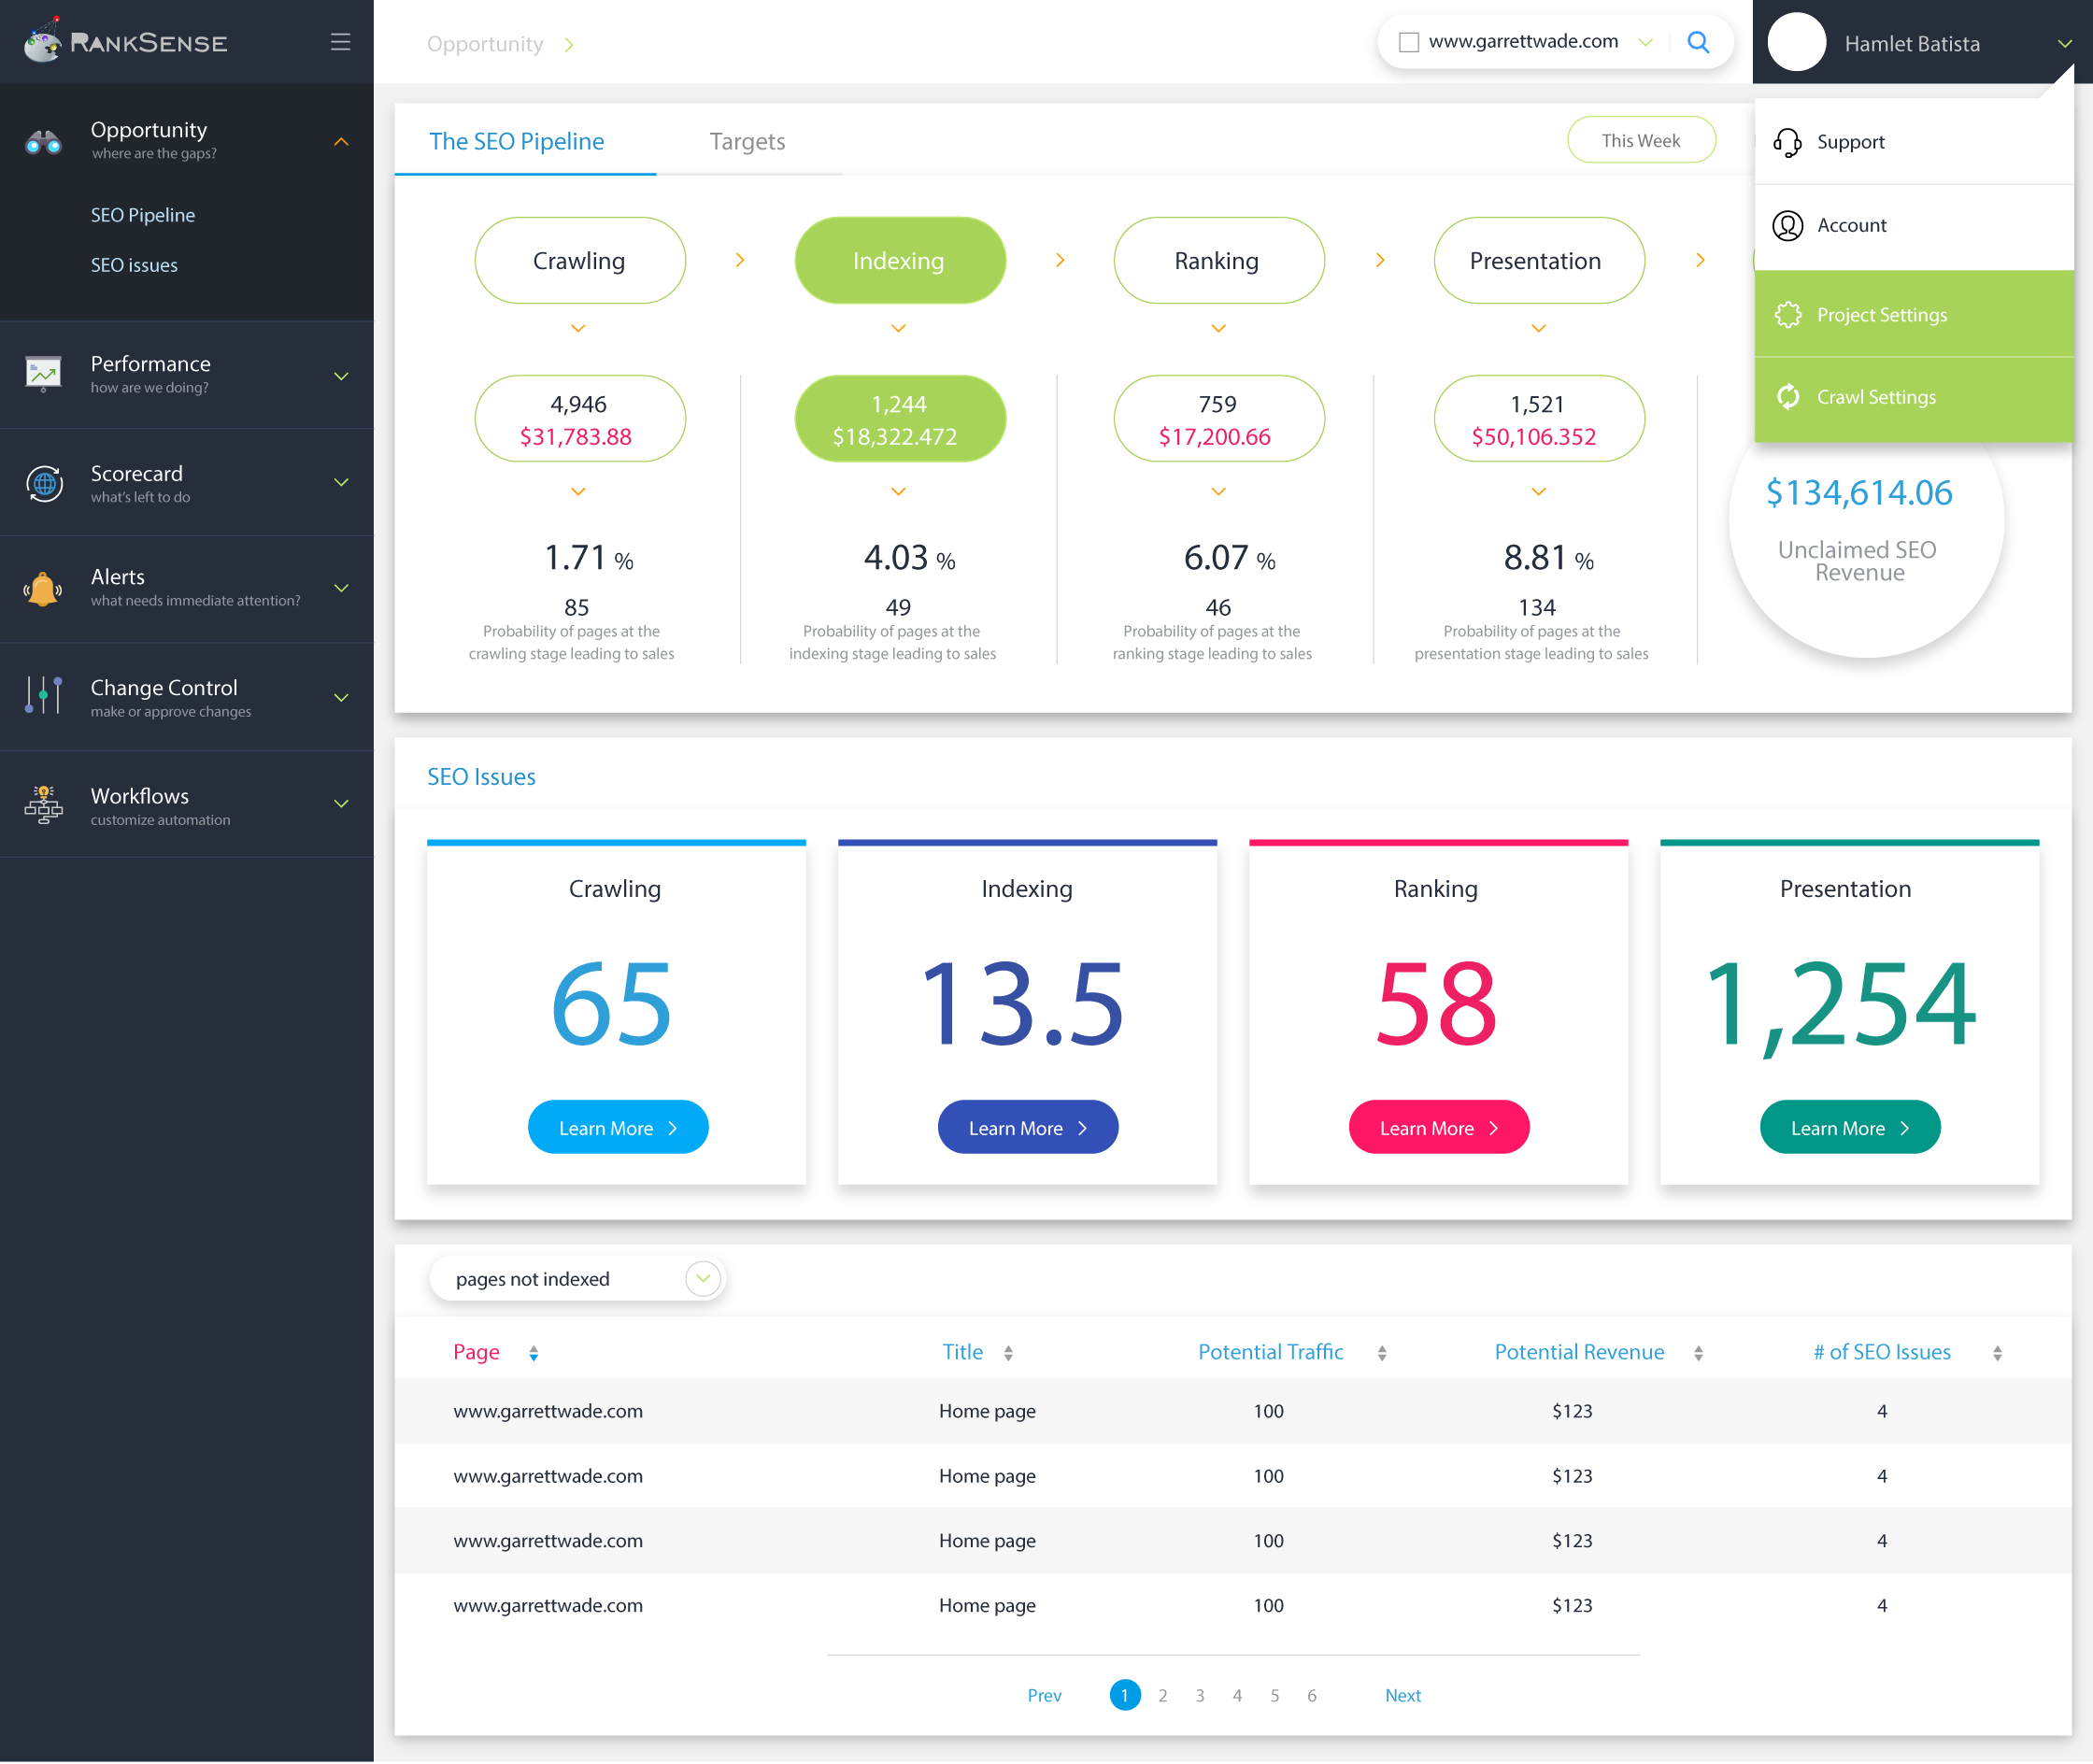 RANKSENSE
Opportunity
www.garrettwade.com
Hamlet Batista
Opportunity
where are the gaps?
SEO Pipeline
SEO issues
Performance
how are we doing?
Scorecard
what's left to do
Alerts
what needs immediate attention?
Change Control
make or approve changes
Workflows
customize automation
Support
Account
Project Settings
Crawl Settings
The SEO Pipeline
Targets
This Week
Crawling
Indexing
Ranking
Presentation
4,946
$31,783.88
1,244
$18,322.472
759
$17,200.66
1,521
$50,106.352
1.71 %
85
Probability of pages at the
crawling stage leading to sales
4.03 %
49
Probability of pages at the
indexing stage leading to sales
6.07 %
46
Probability of pages at the
ranking stage leading to sales
8.81 %
134
Probability of pages at the
presentation stage leading to sales
$134,614.06
Unclaimed SEO
Revenue
SEO Issues
Crawling
65
Learn More
Indexing
13.5
Learn More
Ranking
58
Learn More
Presentation
1,254
Learn More
pages not indexed
Page Title Potential Traffic Potential Revenue # of SEO Issues
www.garrettwade.com Home page 100 $123 4
www.garrettwade.com Home page 100 $123 4
www.garrettwade.com Home page 100 $123 4
www.garrettwade.com Home page 100 $123 4
Prev 1 2 3 4 5 6 Next